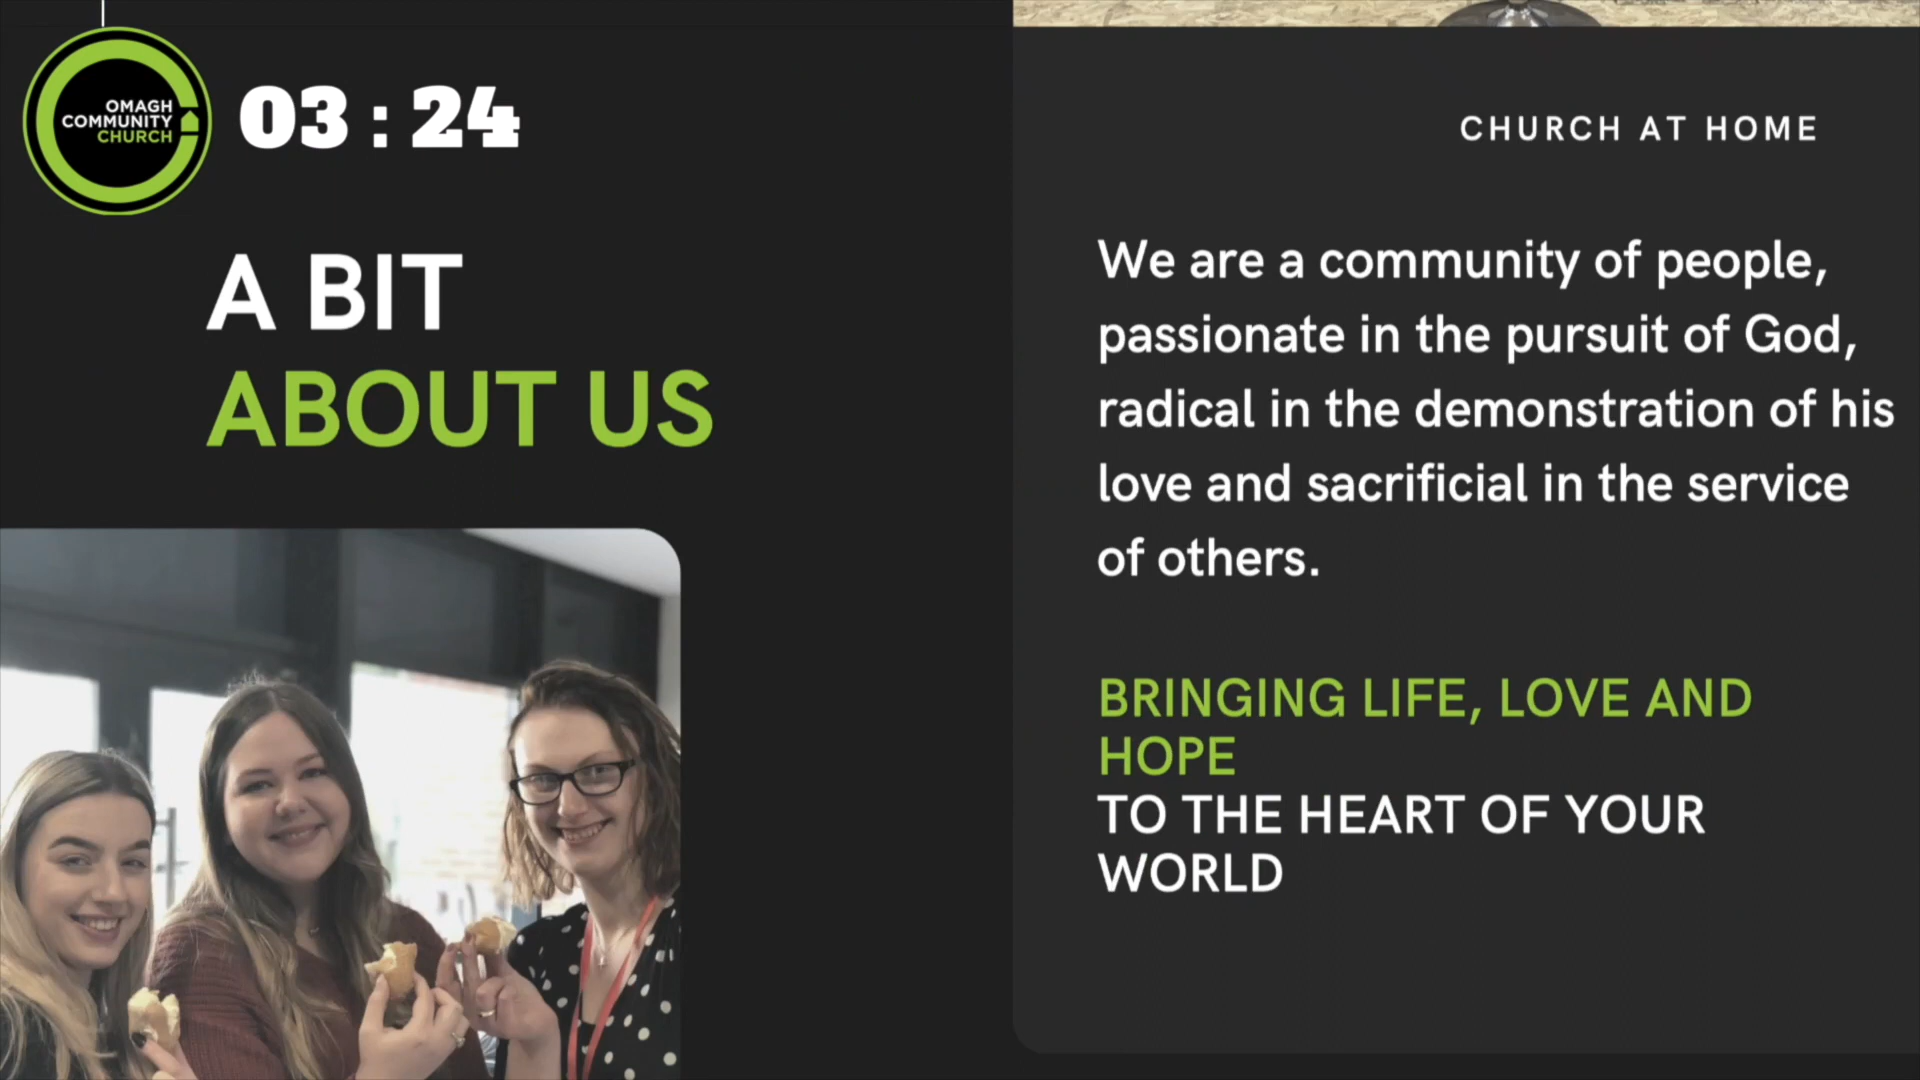 OMAGH
COMMUNITY
CHURCH
03 : 24
A BIT
ABOUT US
CHURCH AT HOME
We are a community of people,
passionate in the pursuit of God,
radical in the demonstration of his
love and sacrificial in the service
of others.
BRINGING LIFE, LOVE AND
HOPE
TO THE HEART OF YOUR
WORLD